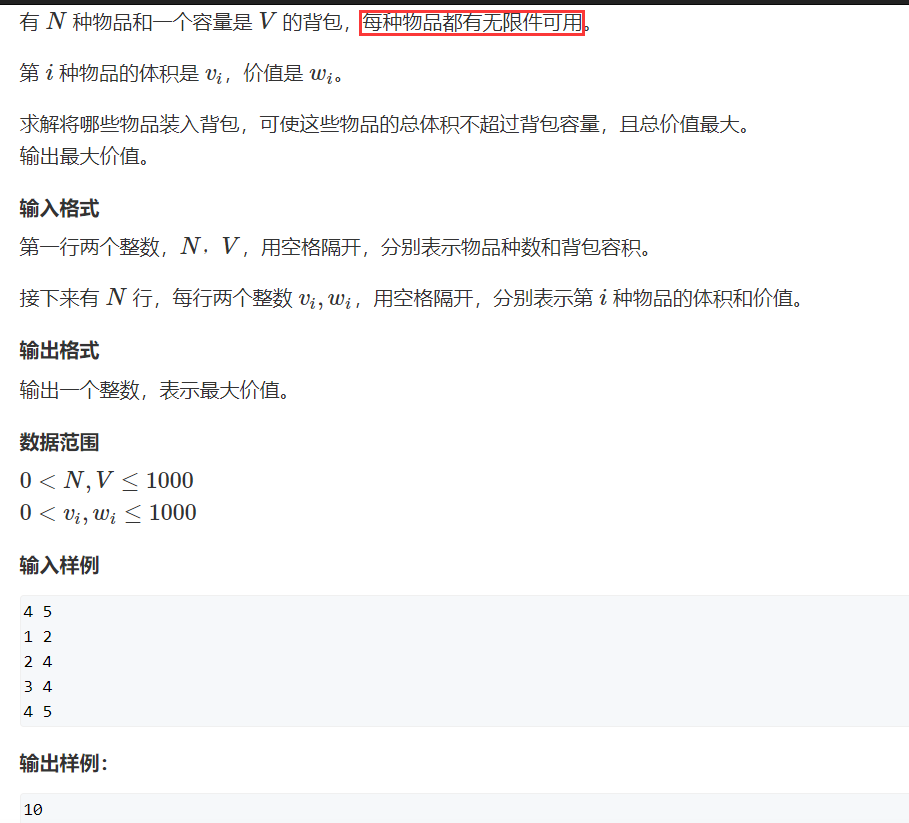 有 N 种物品和一个容量是 V 的背包，每种物品都有无限件可用。
第 i 种物品的体积是 vᵢ，价值是 wᵢ。
求解将哪些物品装入背包，可使这些物品的总体积不超过背包容量，且总价值最大。
输出最大价值。
输入格式
第一行两个整数，N，V，用空格隔开，分别表示物品种数和背包容积。
接下来有 N 行，每行两个整数 vᵢ, wᵢ，用空格隔开，分别表示第 i 种物品的体积和价值。
输出格式
输出一个整数，表示最大价值。
数据范围
0 < N, V ≤ 1000
0 < vᵢ, wᵢ ≤ 1000
输入样例
4 5
1 2
2 4
3 4
4 5
输出样例：
10